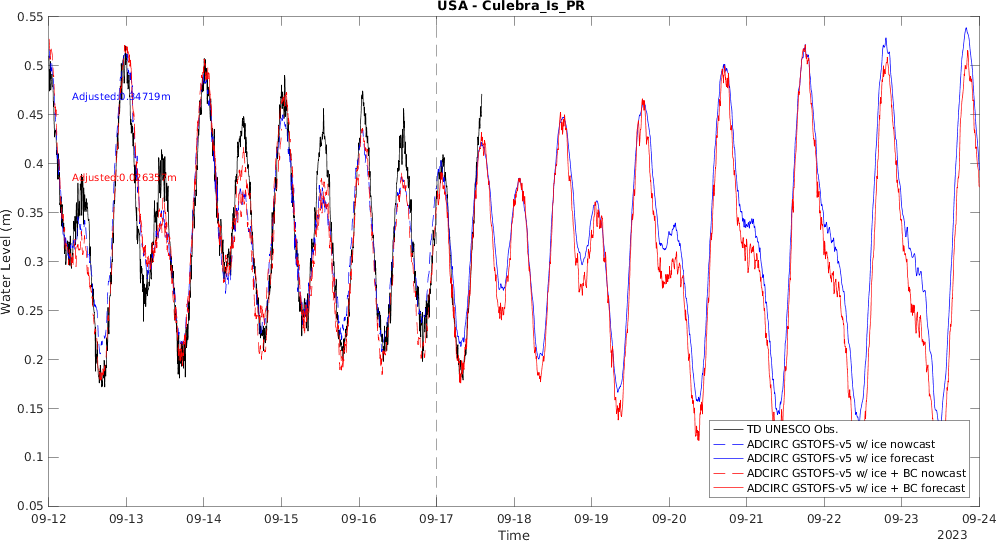 USA - Culebra_Is_PR
0.55
0.5
0.45
0.4
0.35
0.3
0.25
0.2
0.15
0.1
0.05
Water Level (m)
Adjusted:0.34719m
TD UNESCO Obs.
ADCIRC GSTOFS-v5 w/ ice nowcast
ADCIRC GSTOFS-v5 w/ ice forecast
ADCIRC GSTOFS-v5 w/ ice + BC nowcast
ADCIRC GSTOFS-v5 w/ ice + BC forecast
09-12 09-13 09-14 09-15 09-16 09-17 09-18 09-19 09-20 09-21 09-22 09-23 09-24
Time
2023